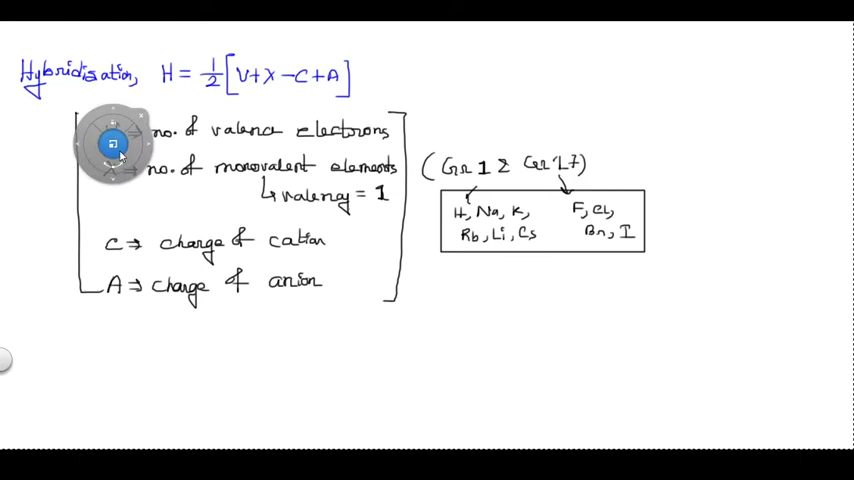 Hybridisation, H = 1/2 [V+X-C+A]
⇒ no. of valence electrons
X ⇒ no. of monovalent elements (Gr 1 & Gr 17)
↳ valency = 1
H, Na, K, F, Cl,
Rb, Li, Cs Br, I
C ⇒ charge of cation
A ⇒ charge of anion